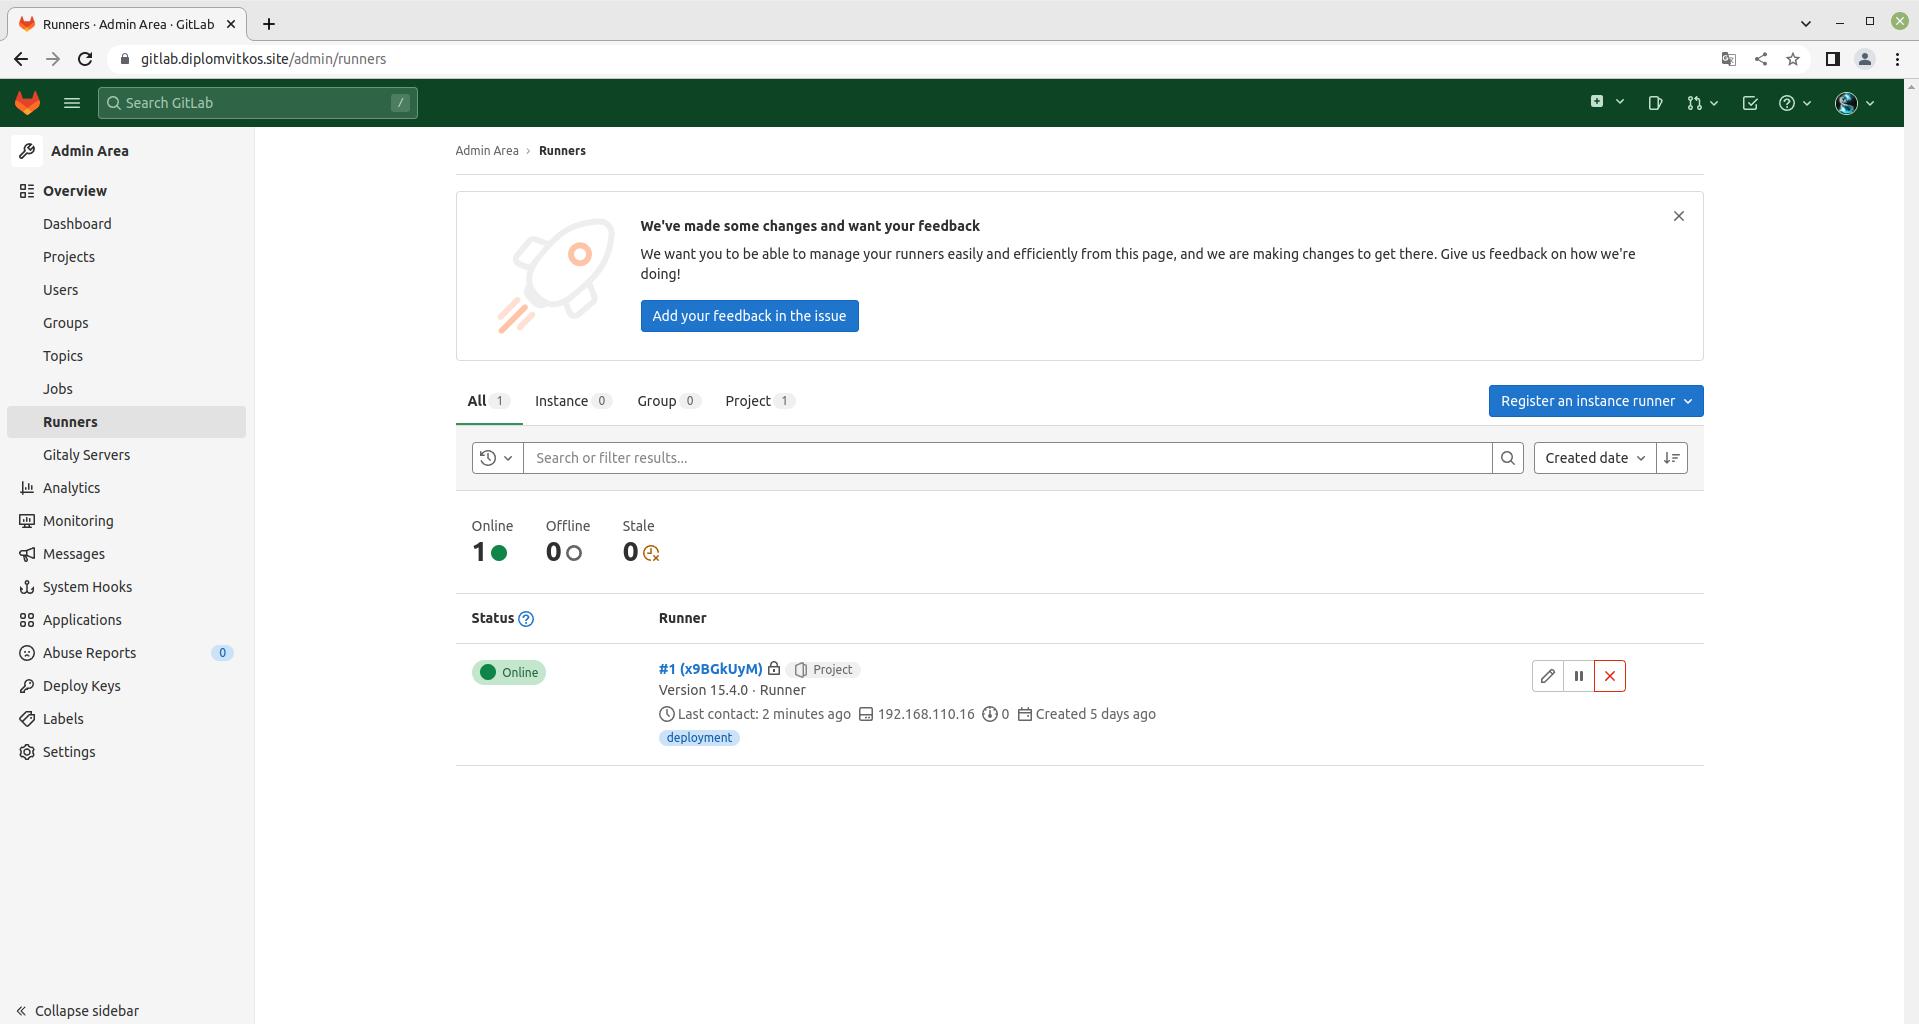 Runners · Admin Area · GitLab
gitlab.diplomvitkos.site/admin/runners
Search GitLab /
Admin Area
Overview
Dashboard
Projects
Users
Groups
Topics
Jobs
Runners
Gitaly Servers
Analytics
Monitoring
Messages
System Hooks
Applications
Abuse Reports 0
Deploy Keys
Labels
Settings
Collapse sidebar
Admin Area › Runners
We've made some changes and want your feedback
We want you to be able to manage your runners easily and efficiently from this page, and we are making changes to get there. Give us feedback on how we're
doing!
Add your feedback in the issue
All 1 Instance 0 Group 0 Project 1
Register an instance runner
Search or filter results...
Created date
Online Offline Stale
1 0 0
Status ? Runner
Online
#1 (x9BGkUyM) Project
Version 15.4.0 · Runner
Last contact: 2 minutes ago 192.168.110.16 0 Created 5 days ago
deployment